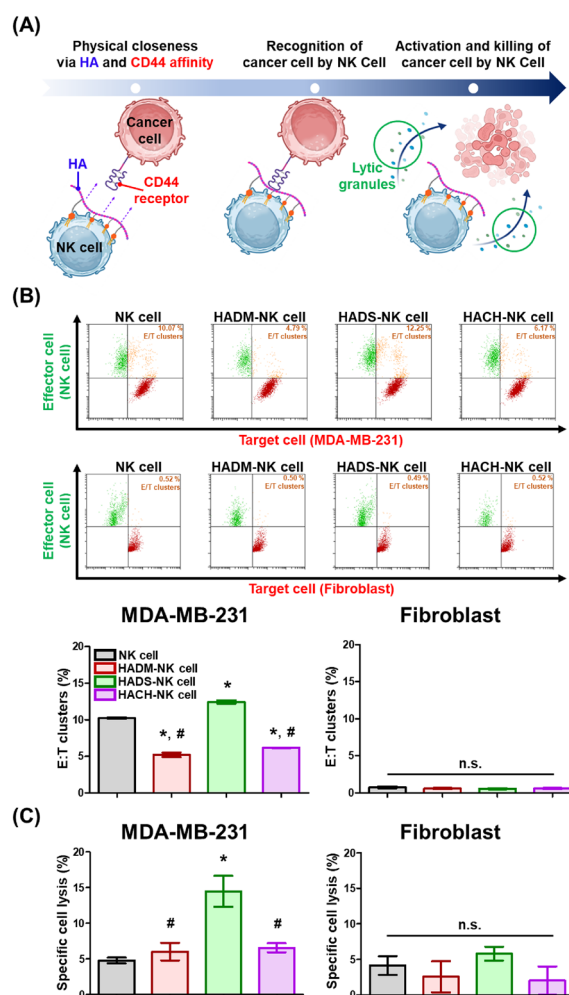 (A)
Physical closeness
via HA and CD44 affinity
Recognition of
cancer cell by NK Cell
Activation and killing of
cancer cell by NK Cell
Cancer
cell
HA
CD44
receptor
NK cell
Lytic
granules
(B)
NK cell
HADM-NK cell
HADS-NK cell
HACH-NK cell
10.07 %
E/T clusters
4.79 %
E/T clusters
12.25 %
E/T clusters
6.17 %
E/T clusters
Effector cell
(NK cell)
Target cell (MDA-MB-231)
NK cell
HADM-NK cell
HADS-NK cell
HACH-NK cell
0.52 %
E/T clusters
0.50 %
E/T clusters
0.49 %
E/T clusters
0.52 %
E/T clusters
Effector cell
(NK cell)
Target cell (Fibroblast)
MDA-MB-231
E:T clusters (%)
20
15
10
5
0
NK cell
HADM-NK cell
HADS-NK cell
HACH-NK cell
*, #
*
*, #
Fibroblast
E:T clusters (%)
20
15
10
5
0
n.s.
(C)
MDA-MB-231
Specific cell lysis (%)
20
15
10
5
0
#
*
#
Fibroblast
Specific cell lysis (%)
20
15
10
5
0
n.s.